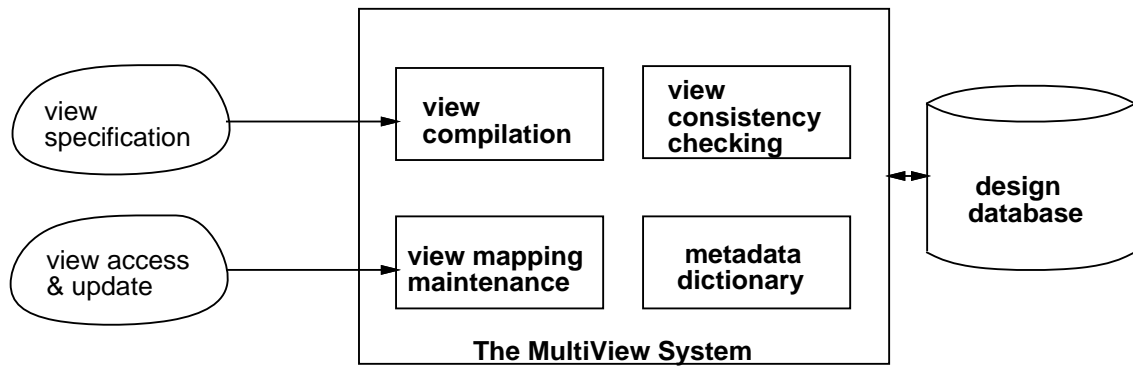 view
specification
view
compilation
view
consistency
checking
design
database
view access
& update
view mapping
maintenance
metadata
dictionary
The MultiView System